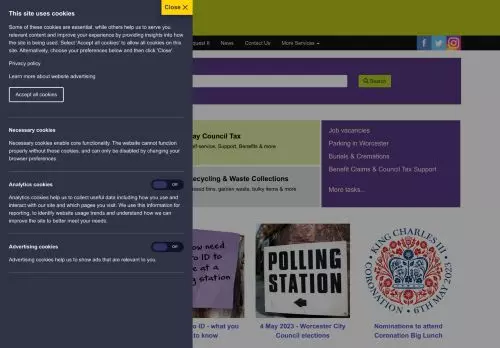 This site uses cookies
Close ×
Some of these cookies are essential, while others help us to serve you
relevant content and improve your experience by providing insights into how
the site is being used. Select 'Accept all cookies' to allow all cookies on this
site. Alternatively, choose your preferences below and then click 'Close'.
Privacy policy
Learn more about website advertising
Accept all cookies
Necessary cookies
Necessary cookies enable core functionality. The website cannot function
properly without these cookies, and can only be disabled by changing your
browser preferences.
Analytics cookies
Off
Analytics cookies help us to collect useful data including how you use and
interact with our site and which pages you visit. We use this information for
reporting, to identify website usage trends and understand how we can
improve the site to better meet your needs.
Advertising cookies
Off
Advertising cookies help us to show ads that are relevant to you.
News Contact Us More Services
Search
Council Tax
Support, Benefits & more
& Waste Collections
bins, garden waste, bulky items & more
Job vacancies
Parking in Worcester
Burials & Cremations
Benefit Claims & Council Tax Support
More tasks..
need
ID to
at a
station
POLLING
STATION
KING CHARLES III
CORONATION 6TH MAY 2023
ID - what you
to know
4 May 2023 - Worcester City
Council elections
Nominations to attend
Coronation Big Lunch